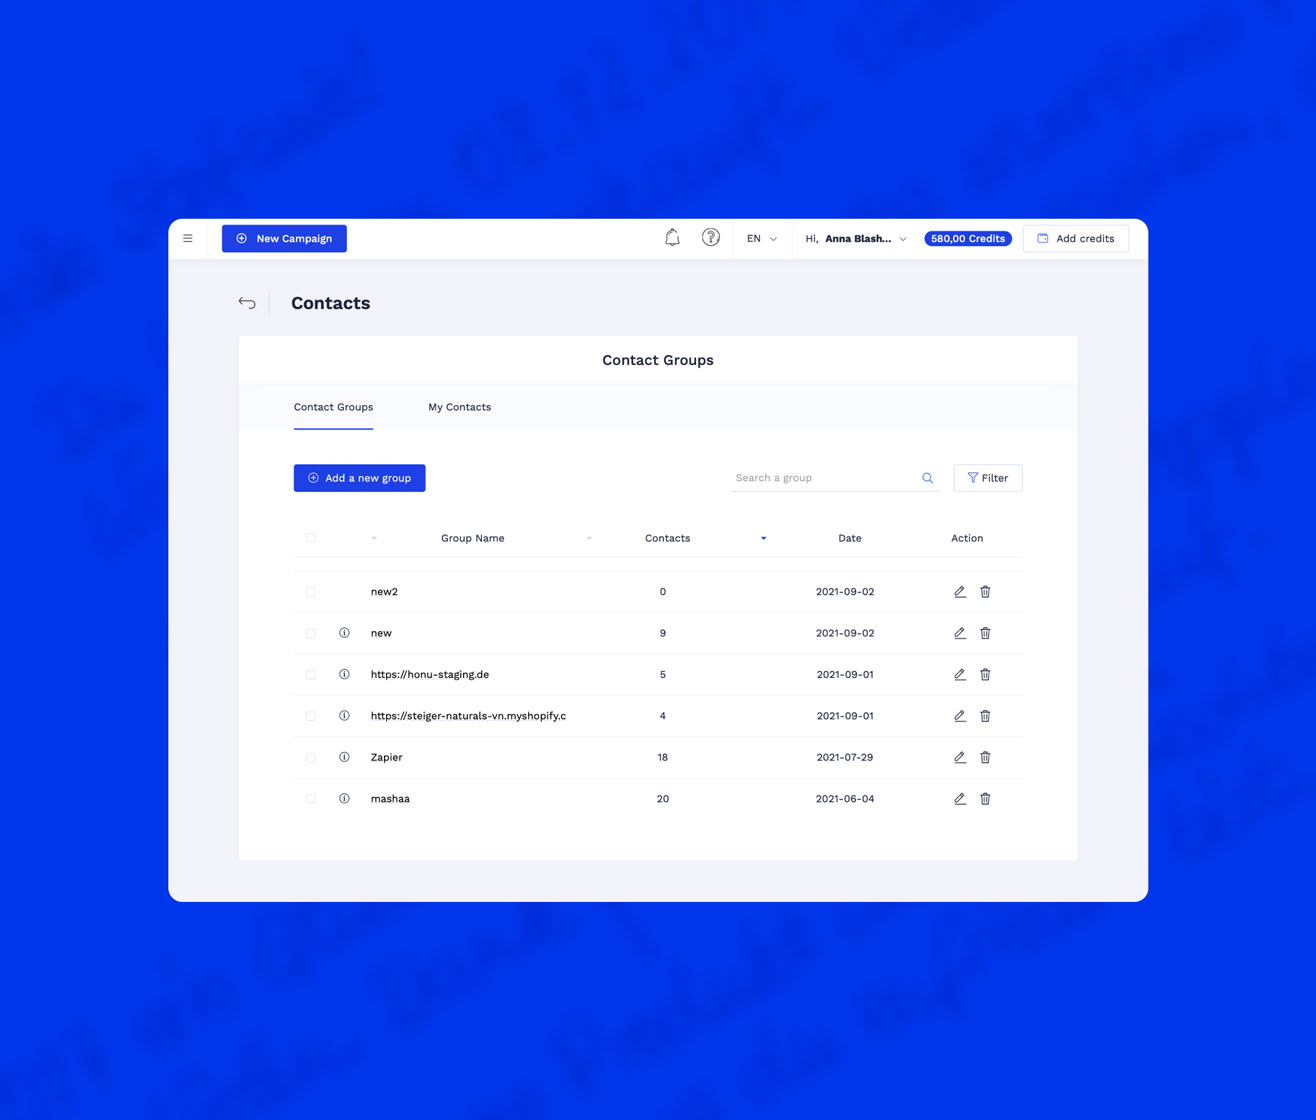 New Campaign
EN
Hi, Anna Blash...
580,00 Credits
Add credits
Contacts
Contact Groups
Contact Groups
My Contacts
Add a new group
Search a group
Filter
Group Name Contacts Date Action
new2 0 2021-09-02
new 9 2021-09-02
https://honu-staging.de 5 2021-09-01
https://steiger-naturals-vn.myshopify.c 4 2021-09-01
Zapier 18 2021-07-29
mashaa 20 2021-06-04